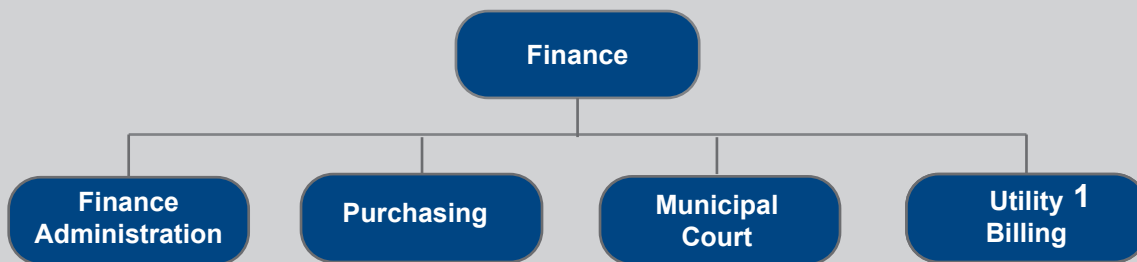 Finance
Finance
Administration
Purchasing
Municipal
Court
Utility 1
Billing